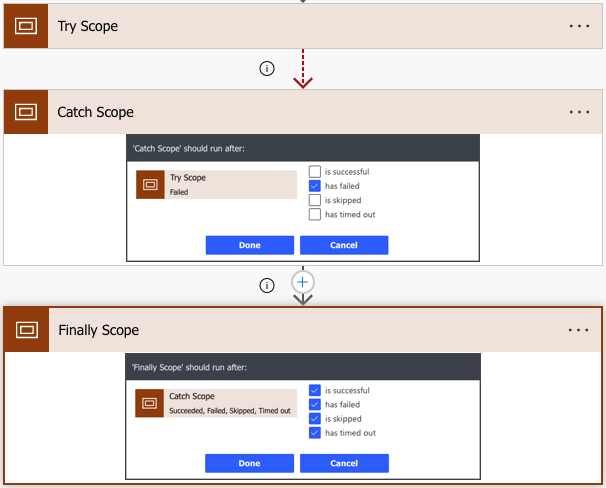 Try Scope
Catch Scope
'Catch Scope' should run after:
Try Scope
Failed
is successful
has failed
is skipped
has timed out
Done
Cancel
Finally Scope
'Finally Scope' should run after:
Catch Scope
Succeeded, Failed, Skipped, Timed out
is successful
has failed
is skipped
has timed out
Done
Cancel